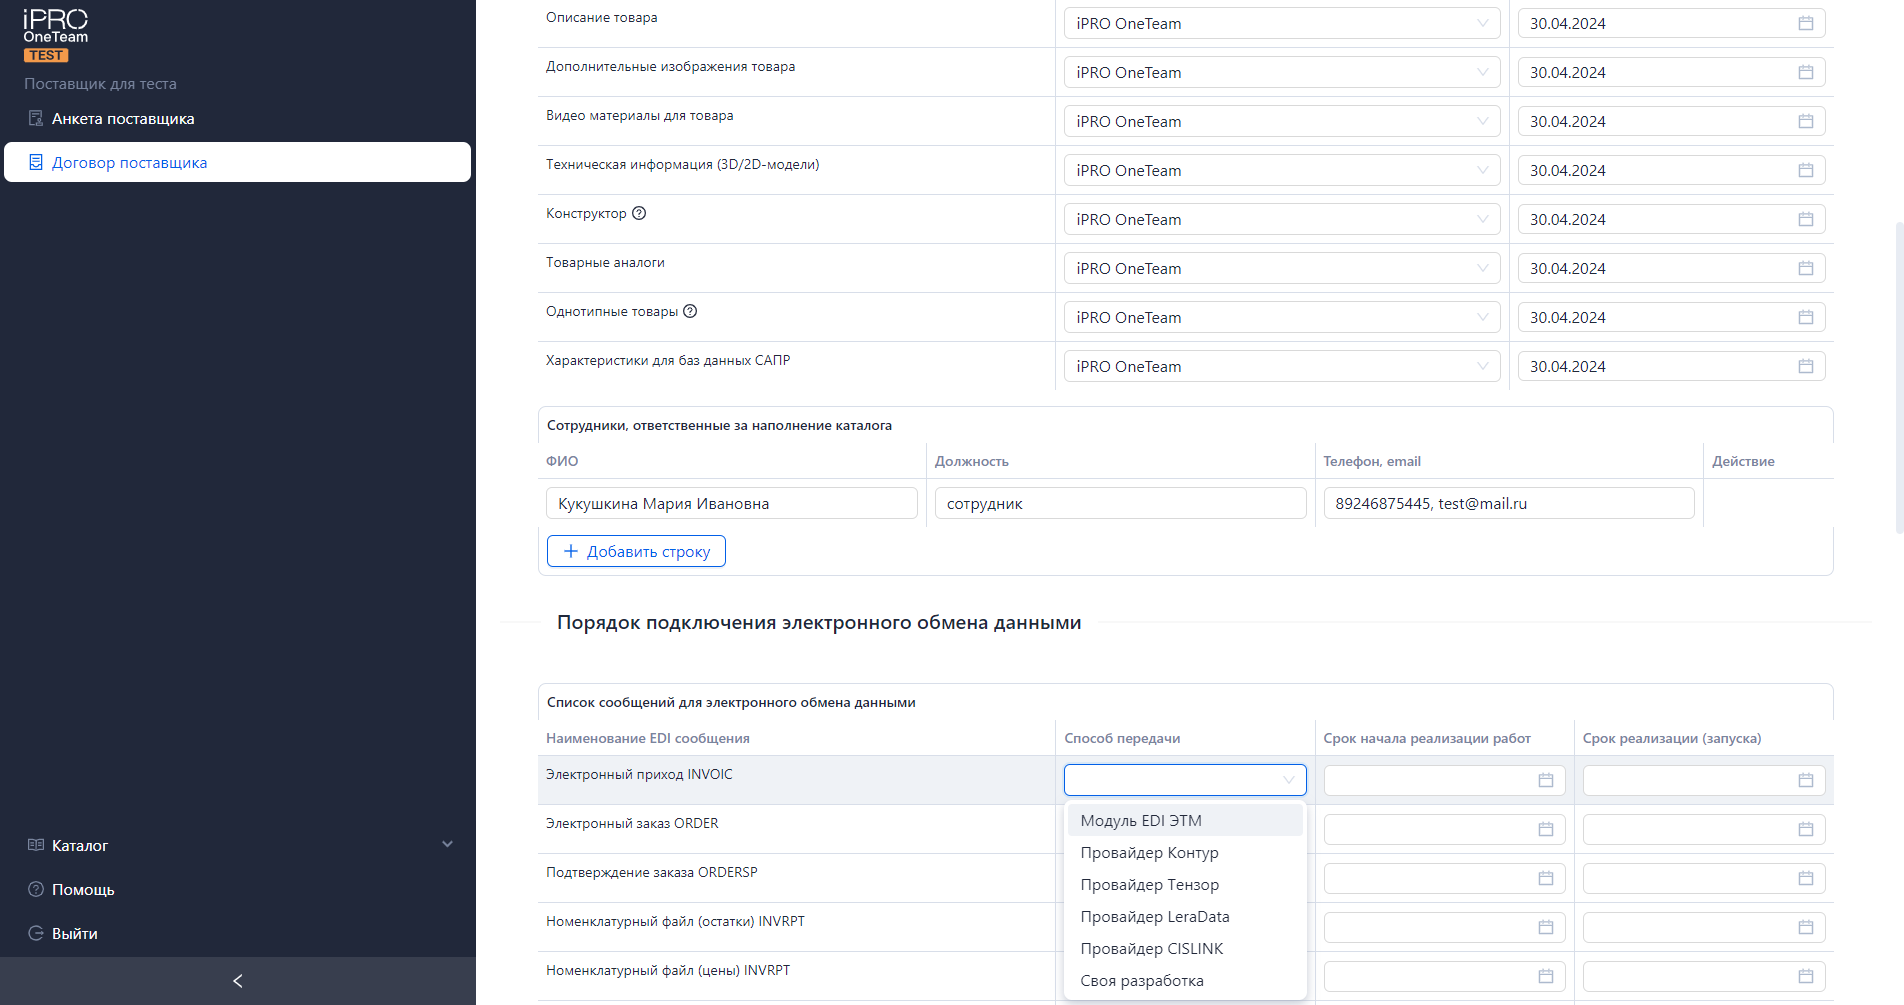 iPRO
OneTeam
TEST
Поставщик для теста
Анкета поставщика
Договор поставщика
Каталог
Помощь
Выйти
Описание товара iPRO OneTeam 30.04.2024
Дополнительные изображения товара iPRO OneTeam 30.04.2024
Видео материалы для товара iPRO OneTeam 30.04.2024
Техническая информация (3D/2D-модели) iPRO OneTeam 30.04.2024
Конструктор iPRO OneTeam 30.04.2024
Товарные аналоги iPRO OneTeam 30.04.2024
Однотипные товары iPRO OneTeam 30.04.2024
Характеристики для баз данных САПР iPRO OneTeam 30.04.2024
Сотрудники, ответственные за наполнение каталога
ФИО Должность Телефон, email Действие
Кукушкина Мария Ивановна сотрудник 89246875445, test@mail.ru
Добавить строку
Порядок подключения электронного обмена данными
Список сообщений для электронного обмена данными
Наименование EDI сообщения Способ передачи Срок начала реализации работ Срок реализации (запуска)
Электронный приход INVOIC
Электронный заказ ORDER
Подтверждение заказа ORDERSP
Номенклатурный файл (остатки) INVRPT
Номенклатурный файл (цены) INVRPT
Модуль EDI ЭТМ
Провайдер Контур
Провайдер Тензор
Провайдер LeraData
Провайдер CISLINK
Своя разработка